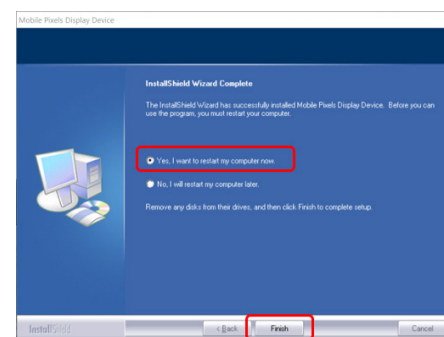 Mobile Pixels Display Device
InstallShield Wizard Complete
The InstallShield Wizard has successfully installed Mobile Pixels Display Device. Before you can
use the program, you must restart your computer.
Yes, I want to restart my computer now.
No, I will restart my computer later.
Remove any disks from their drives, and then click Finish to complete setup.
InstallShield
< Back
Finish
Cancel